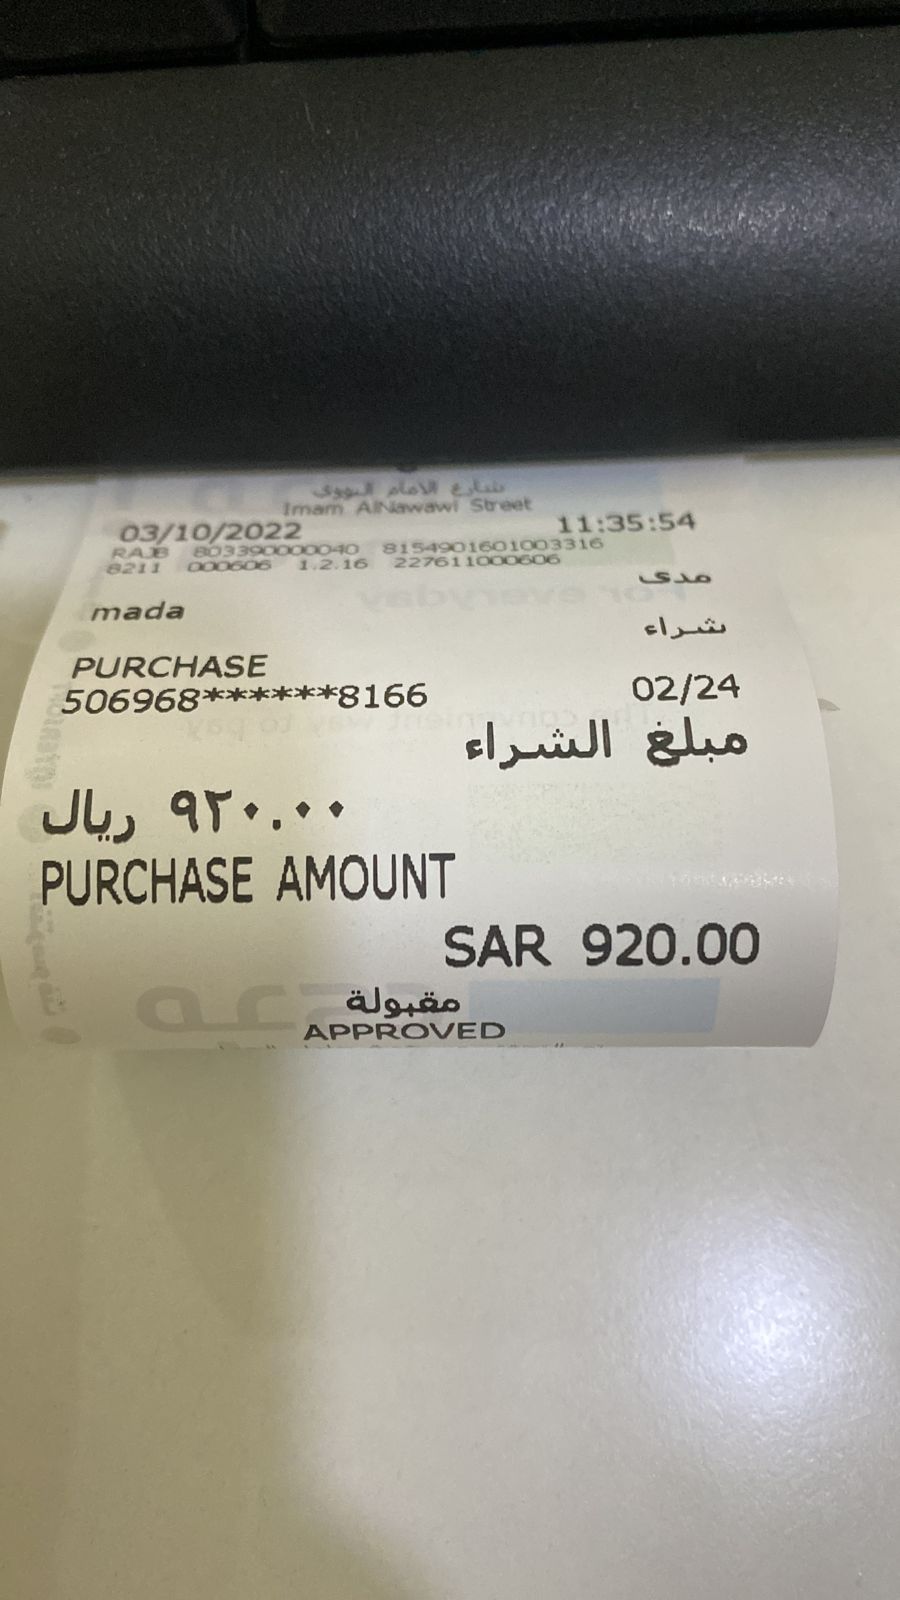 شارع الامام النووي
Imam AlNawawi Street
03/10/2022 11:35:54
RAJB 803390000040 8154901601003316
8211 000606 1.2.16 227611000606
مدى
mada
شراء
PURCHASE
506968******8166 02/24
مبلغ الشراء
٩٢٠.٠٠ ريال
PURCHASE AMOUNT
SAR 920.00
مقبولة
APPROVED